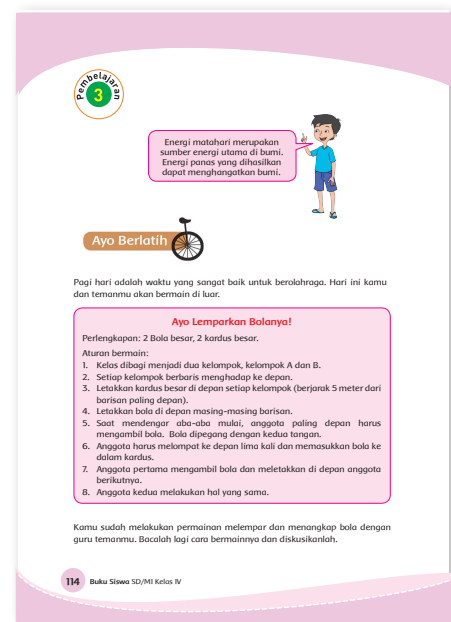 Pembelajaran
3
Energi matahari merupakan
sumber energi utama di bumi.
Energi panas yang dihasilkan
dapat menghangatkan bumi.
Ayo Berlatih
Pagi hari adalah waktu yang sangat baik untuk berolahraga. Hari ini kamu
dan temanmu akan bermain di luar.
Ayo Lemparkan Bolanya!
Perlengkapan: 2 Bola besar, 2 kardus besar.
Aturan bermain:
1. Kelas dibagi menjadi dua kelompok, kelompok A dan B.
2. Setiap kelompok berbaris menghadap ke depan.
3. Letakkan kardus besar di depan setiap kelompok (berjarak 5 meter dari
barisan paling depan).
4. Letakkan bola di depan masing-masing barisan.
5. Saat mendengar aba-aba mulai, anggota paling depan harus
mengambil bola. Bola dipegang dengan kedua tangan.
6. Anggota harus melompat ke depan lima kali dan memasukkan bola ke
dalam kardus.
7. Anggota pertama mengambil bola dan meletakkan di depan anggota
berikutnya.
8. Anggota kedua melakukan hal yang sama.
Kamu sudah melakukan permainan melempar dan menangkap bola dengan
guru temanmu. Bacalah lagi cara bermainnya dan diskusikanlah.
114 Buku Siswa SD/MI Kelas IV